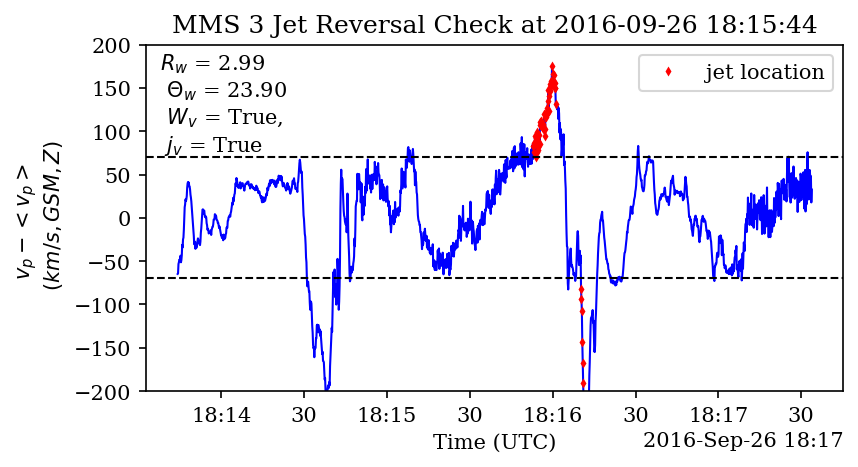 MMS 3 Jet Reversal Check at 2016-09-26 18:15:44
R_w = 2.99
Θ_w = 23.90
W_v = True,
j_v = True
jet location
v_p − < v_p >
(km/s, GSM, Z)
200
150
100
50
0
−50
−100
−150
−200
18:14 30 18:15 30 18:16 30 18:17 30
Time (UTC)
2016-Sep-26 18:17